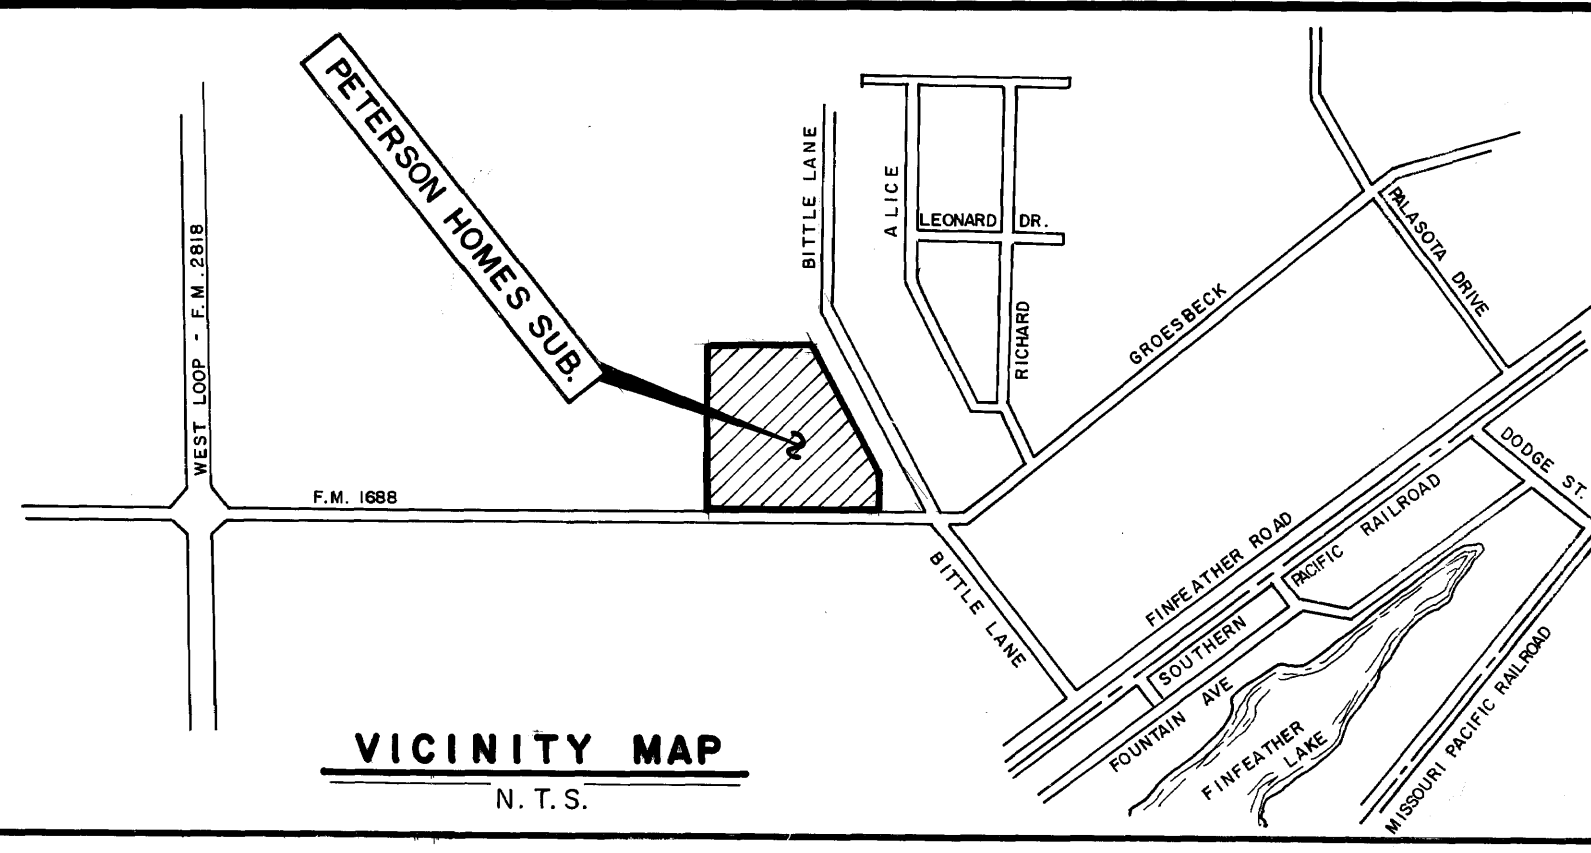 PETERSON HOMES SUB.
WEST LOOP - F.M. 2818
F.M. 1688
BITTLE LANE
ALICE
LEONARD DR.
RICHARD
GROESBECK
PALASOTA DRIVE
DODGE ST.
FINFEATHER ROAD
SOUTHERN PACIFIC RAILROAD
BITTLE LANE
FOUNTAIN AVE
FINFEATHER
LAKE
MISSOURI PACIFIC RAILROAD
VICINITY MAP
N.T.S.